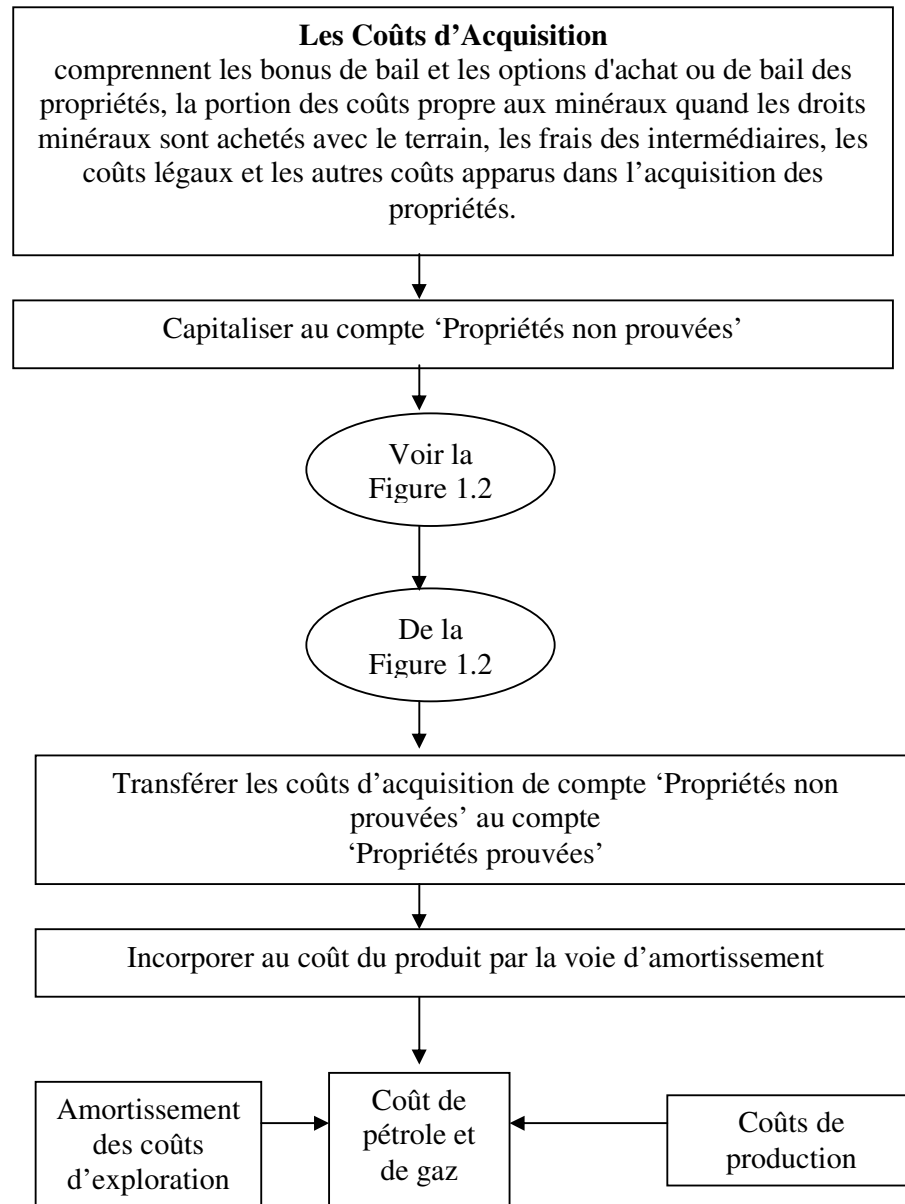 Les Coûts d’Acquisition
comprennent les bonus de bail et les options d'achat ou de bail des
propriétés, la portion des coûts propre aux minéraux quand les droits
minéraux sont achetés avec le terrain, les frais des intermédiaires, les
coûts légaux et les autres coûts apparus dans l’acquisition des
propriétés.
Capitaliser au compte ‘Propriétés non prouvées’
Voir la
Figure 1.2
De la
Figure 1.2
Transférer les coûts d’acquisition de compte ‘Propriétés non
prouvées’ au compte
‘Propriétés prouvées’
Incorporer au coût du produit par la voie d’amortissement
Amortissement
des coûts
d’exploration
Coût de
pétrole et
de gaz
Coûts de
production